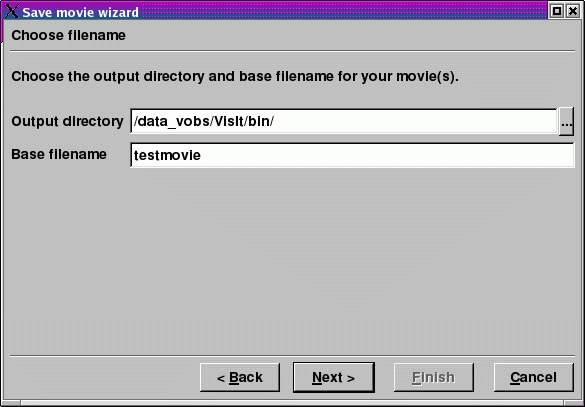 Save movie wizard
Choose filename
Choose the output directory and base filename for your movie(s).
Output directory /data_vobs/VisIt/bin/ ...
Base filename testmovie
< Back Next > Finish Cancel